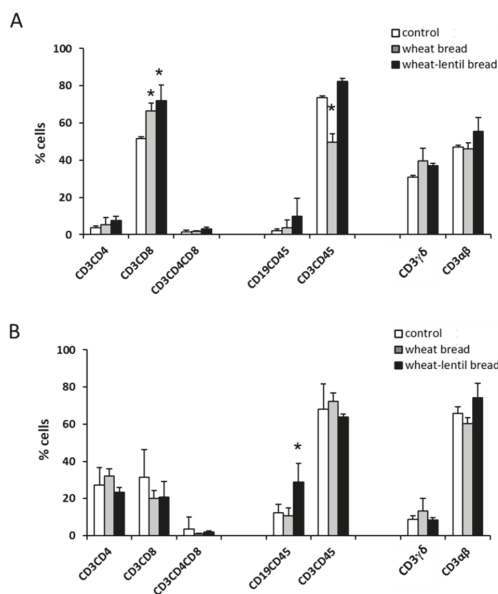 A
control
wheat bread
wheat-lentil bread
100
80
60
40
20
0
% cells
*
*
*
CD3CD4
CD3CD8
CD3CD4CD8
CD19CD45
CD3CD45
CD3γδ
CD3αβ
B
control
wheat bread
wheat-lentil bread
100
80
60
40
20
0
% cells
*
CD3CD4
CD3CD8
CD3CD4CD8
CD19CD45
CD3CD45
CD3γδ
CD3αβ